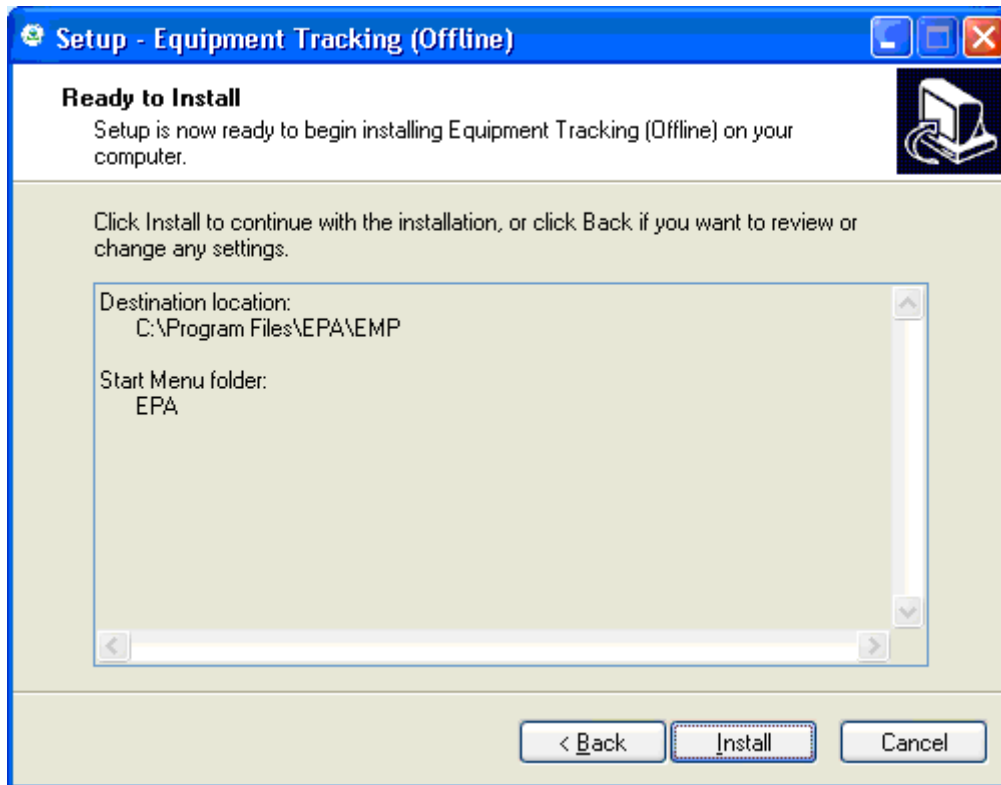 Setup - Equipment Tracking (Offline)
Ready to Install
Setup is now ready to begin installing Equipment Tracking (Offline) on your
computer.
Click Install to continue with the installation, or click Back if you want to review or
change any settings.
Destination location:
C:\Program Files\EPA\EMP
Start Menu folder:
EPA
< Back
Install
Cancel